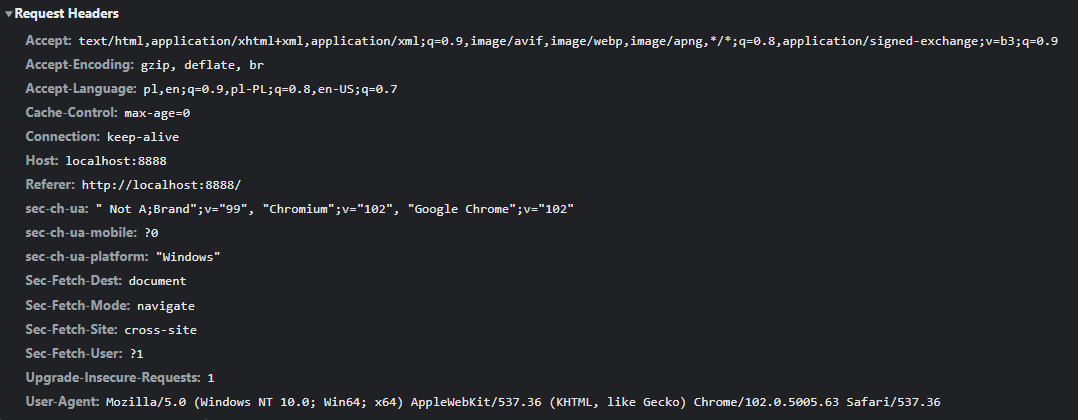 Request Headers
Accept: text/html,application/xhtml+xml,application/xml;q=0.9,image/avif,image/webp,image/apng,*/*;q=0.8,application/signed-exchange;v=b3;q=0.9
Accept-Encoding: gzip, deflate, br
Accept-Language: pl,en;q=0.9,pl-PL;q=0.8,en-US;q=0.7
Cache-Control: max-age=0
Connection: keep-alive
Host: localhost:8888
Referer: http://localhost:8888/
sec-ch-ua: " Not A;Brand";v="99", "Chromium";v="102", "Google Chrome";v="102"
sec-ch-ua-mobile: ?0
sec-ch-ua-platform: "Windows"
Sec-Fetch-Dest: document
Sec-Fetch-Mode: navigate
Sec-Fetch-Site: cross-site
Sec-Fetch-User: ?1
Upgrade-Insecure-Requests: 1
User-Agent: Mozilla/5.0 (Windows NT 10.0; Win64; x64) AppleWebKit/537.36 (KHTML, like Gecko) Chrome/102.0.5005.63 Safari/537.36